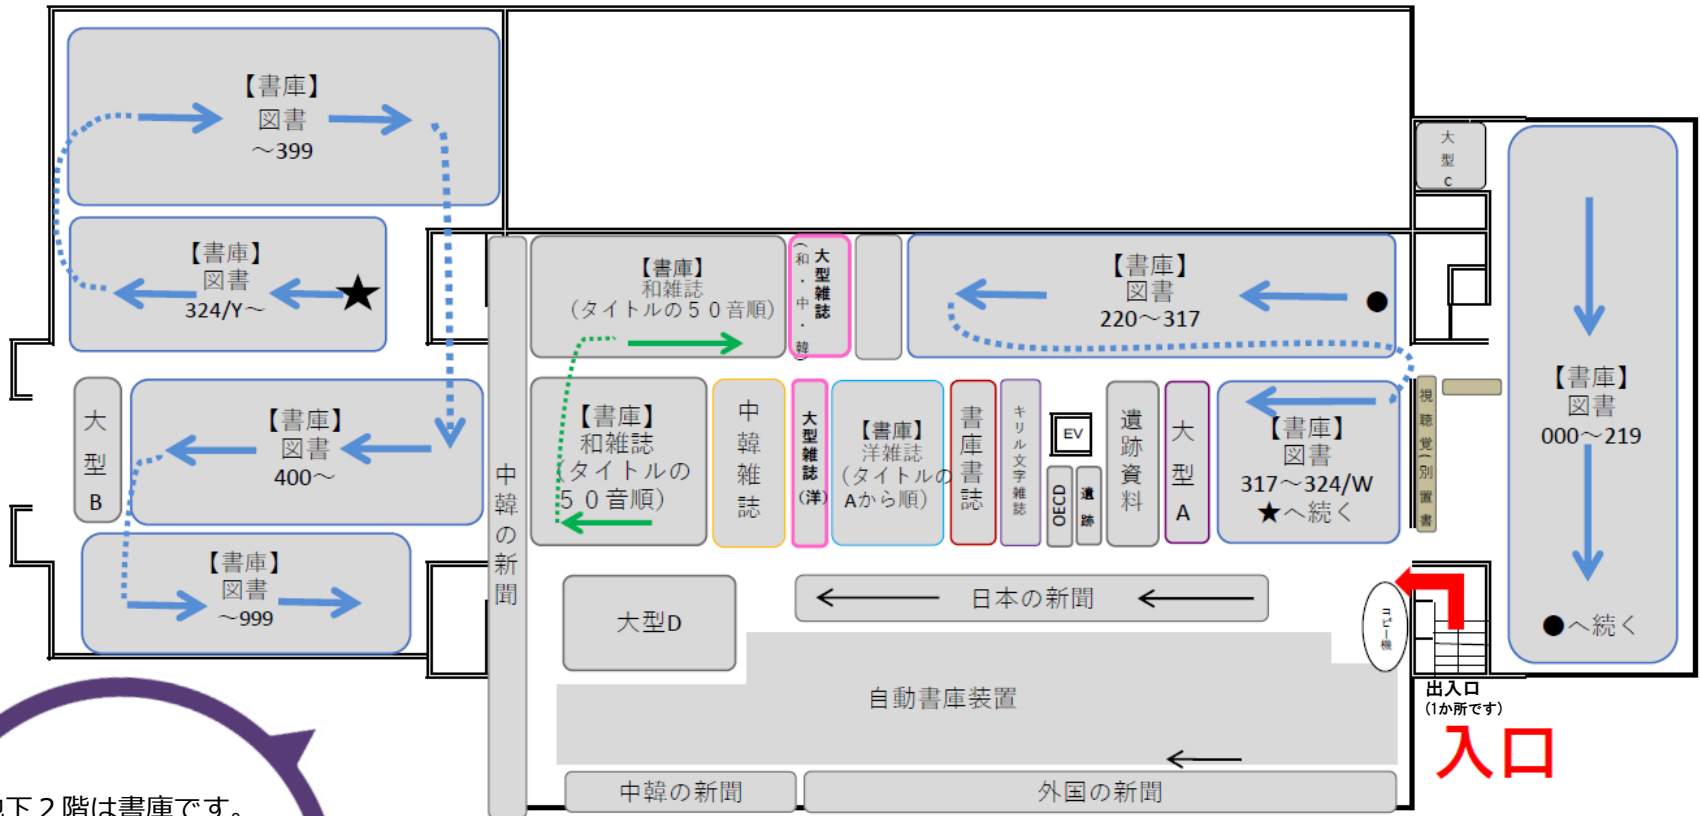 【書庫】
図書
～399
【書庫】
図書
324/Y～
★
大型B
【書庫】
図書
400～
【書庫】
図書
～999
中韓の新聞
【書庫】
和雑誌
（タイトルの５０音順）
大型雑誌
（和・中・韓）
【書庫】
図書
220～317
●
【書庫】
和雑誌
（タイトルの
５０音順）
中韓雑誌
大型雑誌
（洋）
【書庫】
洋雑誌
（タイトルの
Aから順）
書庫書誌
キリル文字雑誌
EV
OECD
遺跡
遺跡資料
大型A
【書庫】
図書
317～324/W
★へ続く
視聴覚（別置書
大型C
【書庫】
図書
000～219
●へ続く
大型D
日本の新聞
コピー機
自動書庫装置
中韓の新聞
外国の新聞
出入口
（1か所です）
入口
地下２階は書庫です。